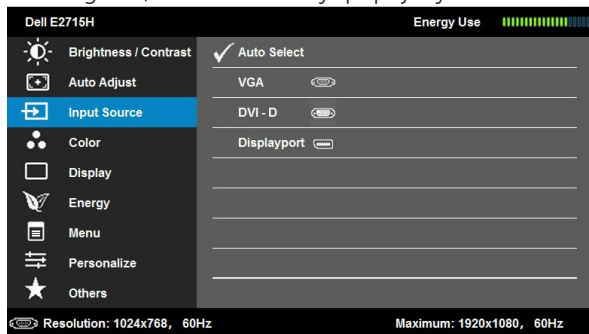 Dell E2715H Energy Use
Brightness / Contrast Auto Select
Auto Adjust VGA
Input Source DVI - D
Color Displayport
Display
Energy
Menu
Personalize
Others
Resolution: 1024x768, 60Hz Maximum: 1920x1080, 60Hz